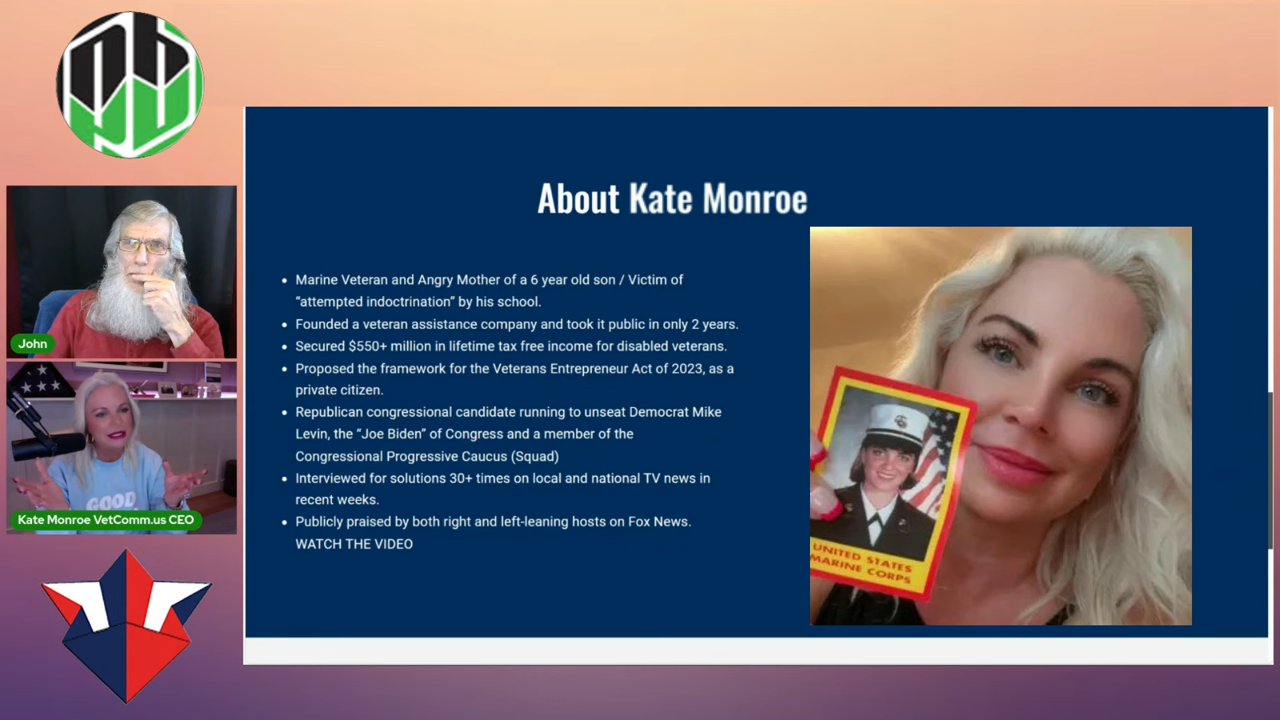 John
Kate Monroe VetComm.us CEO
GOOD
About Kate Monroe
Marine Veteran and Angry Mother of a 6 year old son / Victim of
“attempted indoctrination” by his school.
Founded a veteran assistance company and took it public in only 2 years.
Secured $550+ million in lifetime tax free income for disabled veterans.
Proposed the framework for the Veterans Entrepreneur Act of 2023, as a
private citizen.
Republican congressional candidate running to unseat Democrat Mike
Levin, the “Joe Biden” of Congress and a member of the
Congressional Progressive Caucus (Squad)
Interviewed for solutions 30+ times on local and national TV news in
recent weeks.
Publicly praised by both right and left-leaning hosts on Fox News.
WATCH THE VIDEO
UNITED STATES
MARINE CORPS